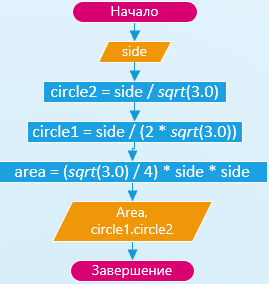 Начало
side
circle2 = side / sqrt(3.0)
circle1 = side / (2 * sqrt(3.0))
area = (sqrt(3.0) / 4) * side * side
Area,
circle1.circle2
Завершение